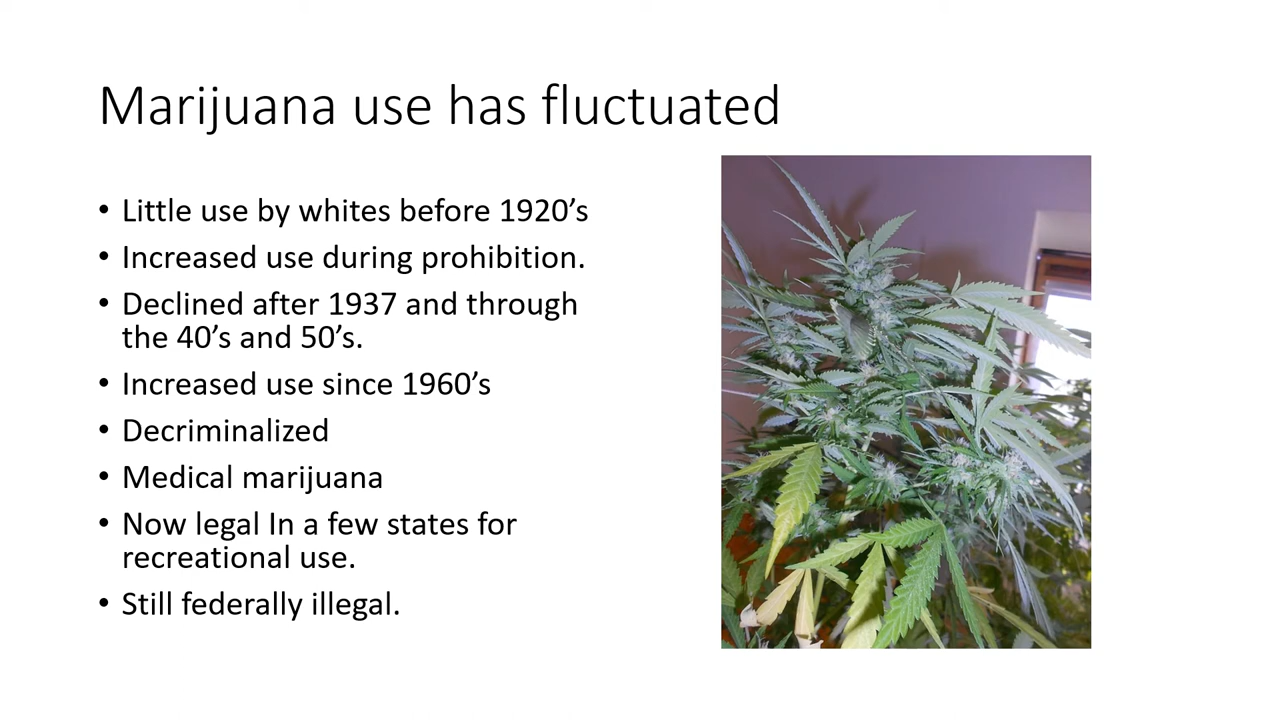 Marijuana use has fluctuated
• Little use by whites before 1920’s
• Increased use during prohibition.
• Declined after 1937 and through
the 40’s and 50’s.
• Increased use since 1960’s
• Decriminalized
• Medical marijuana
• Now legal In a few states for
recreational use.
• Still federally illegal.